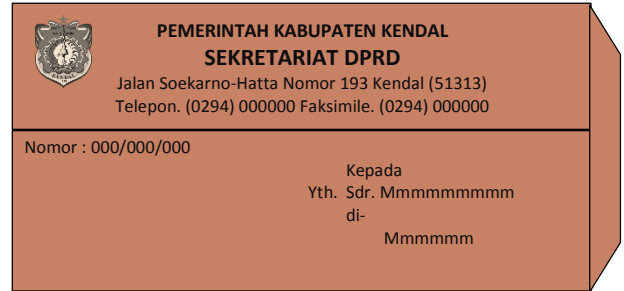 PEMERINTAH KABUPATEN KENDAL
SEKRETARIAT DPRD
Jalan Soekarno-Hatta Nomor 193 Kendal (51313)
Telepon. (0294) 000000 Faksimile. (0294) 000000
KENDAL
Nomor : 000/000/000
Kepada
Yth. Sdr. Mmmmmmmmm
di-
Mmmmmm